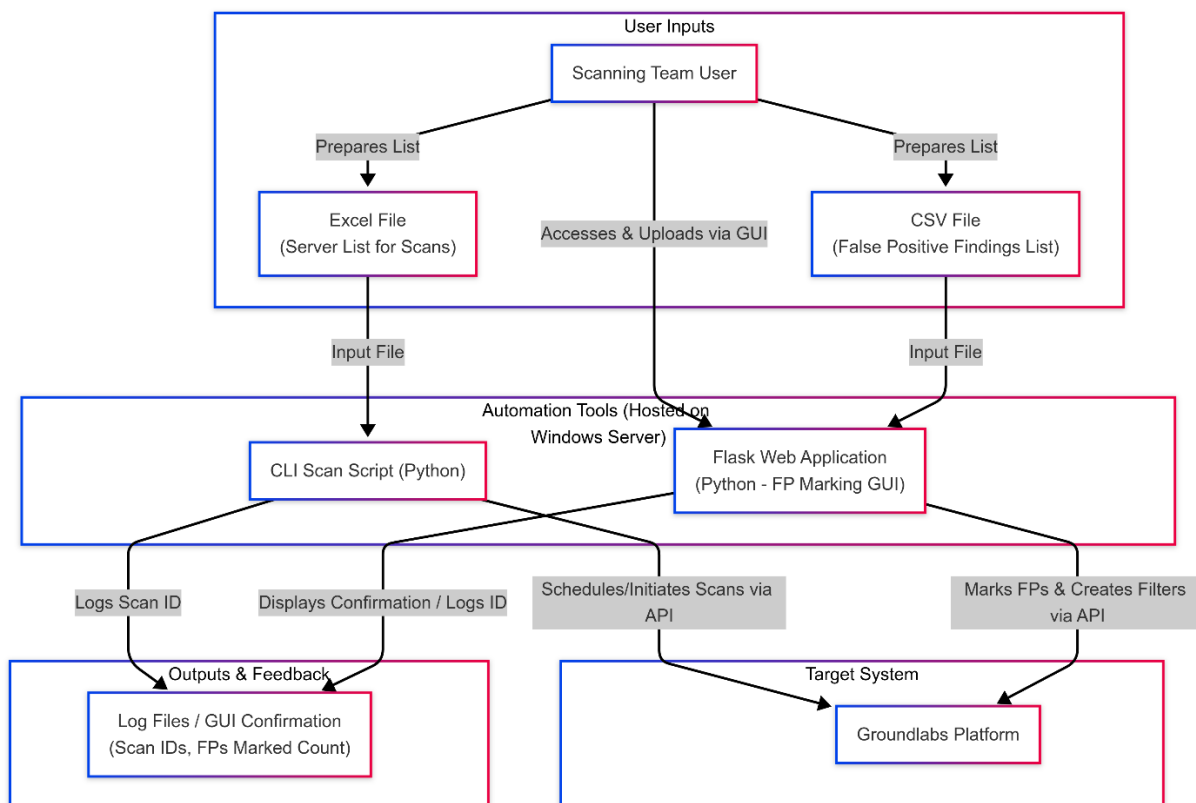 User Inputs
Scanning Team User
Prepares List
Prepares List
Excel File
(Server List for Scans)
Accesses & Uploads via GUI
CSV File
(False Positive Findings List)
Input File
Input File
Automation Tools (Hosted on
Windows Server)
CLI Scan Script (Python)
Flask Web Application
(Python - FP Marking GUI)
Logs Scan ID
Displays Confirmation / Logs ID
Schedules/Initiates Scans via
API
Marks FPs & Creates Filters
via API
Outputs & Feedback
Log Files / GUI Confirmation
(Scan IDs, FPs Marked Count)
Target System
Groundlabs Platform